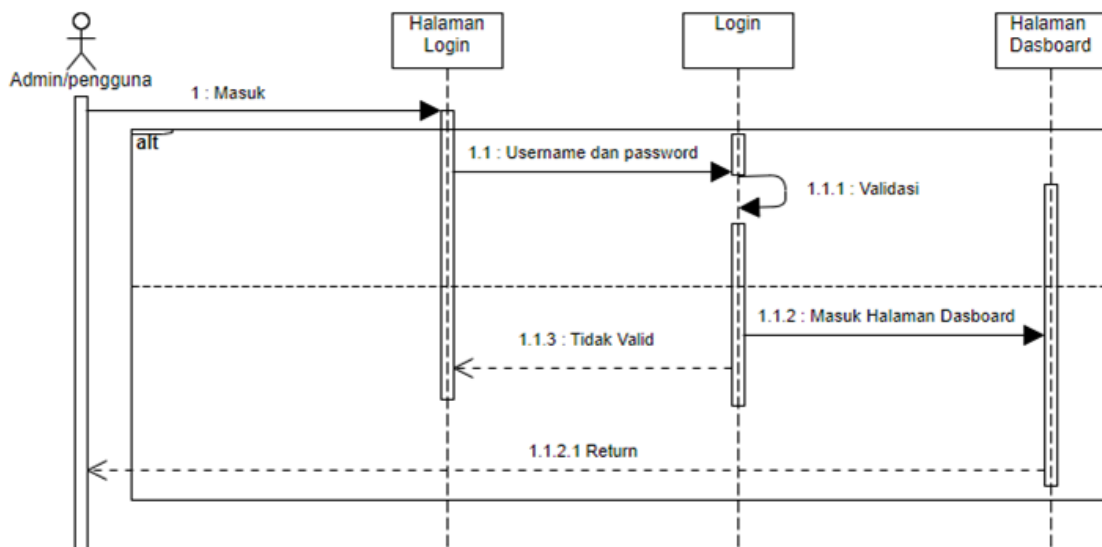 Halaman
Login
Login
Halaman
Dasboard
Admin/pengguna
1 : Masuk
alt
1.1 : Username dan password
1.1.1 : Validasi
1.1.2 : Masuk Halaman Dasboard
1.1.3 : Tidak Valid
1.1.2.1 Return